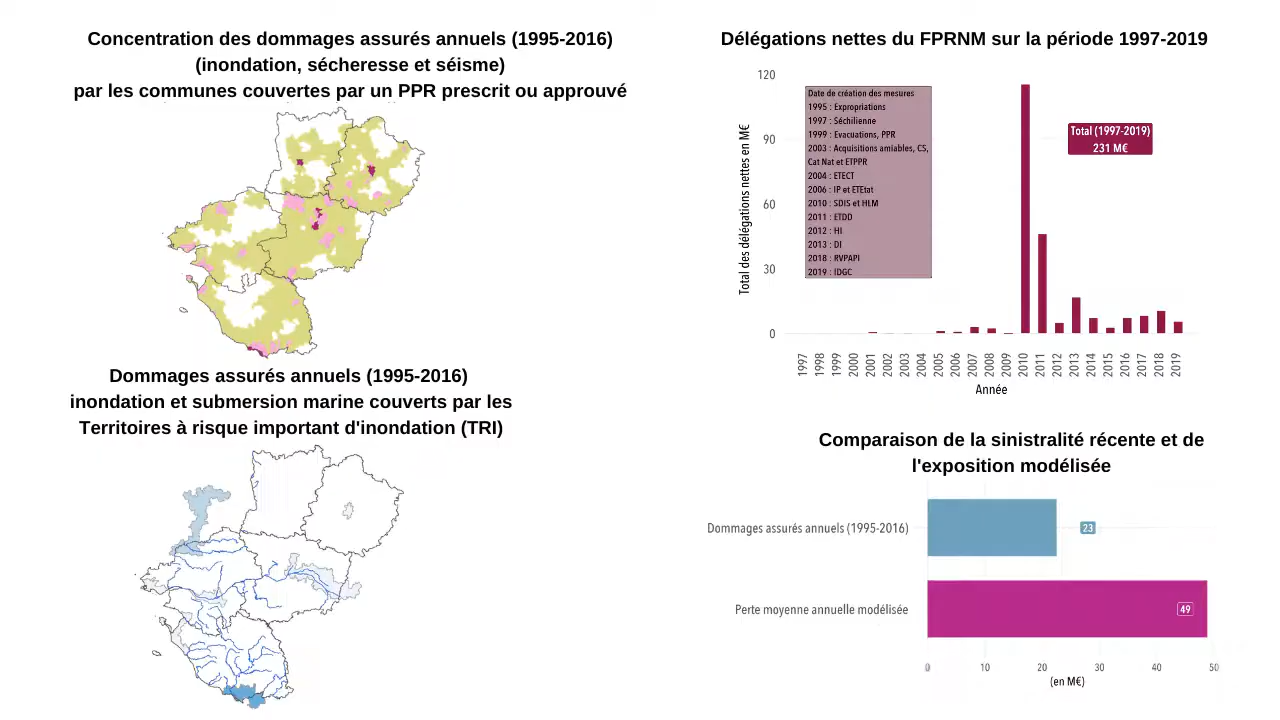 Concentration des dommages assurés annuels (1995-2016)
(inondation, sécheresse et séisme)
par les communes couvertes par un PPR prescrit ou approuvé
Dommages assurés annuels (1995-2016)
inondation et submersion marine couverts par les
Territoires à risque important d'inondation (TRI)
Délégations nettes du FPRNM sur la période 1997-2019
Total des délégations nettes en M€
120
90
60
30
0
Date de création des mesures
1995 : Expropriations
1997 : Séchilienne
1999 : Evacuations, PPR
2003 : Acquisitions amiables, CS,
Cat Nat et ETPPR
2004 : ETECT
2006 : IP et ETEtat
2010 : SDIS et HLM
2011 : ETDD
2012 : HI
2013 : DI
2018 : RVPAPI
2019 : IDGC
Total (1997-2019)
231 M€
1997 1998 1999 2000 2001 2002 2003 2004 2005 2006 2007 2008 2009 2010 2011 2012 2013 2014 2015 2016 2017 2018 2019
Année
Comparaison de la sinistralité récente et de
l'exposition modélisée
Dommages assurés annuels (1995-2016)
23
Perte moyenne annuelle modélisée
49
0 10 20 30 40 50
(en M€)